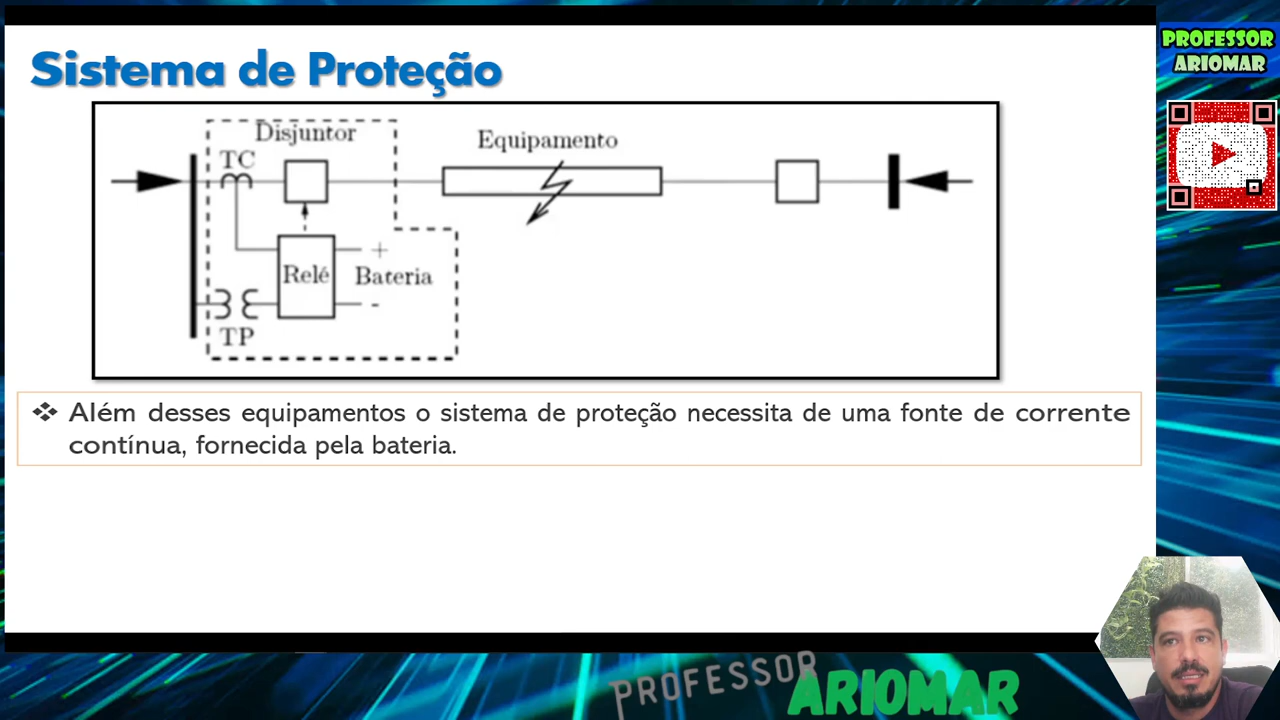 Sistema de Proteção
PROFESSOR
ARIOMAR
Disjuntor
TC
Equipamento
+
Relé
Bateria
-
TP
❖ Além desses equipamentos o sistema de proteção necessita de uma fonte de corrente
contínua, fornecida pela bateria.
PROFESSOR
ARIOMAR